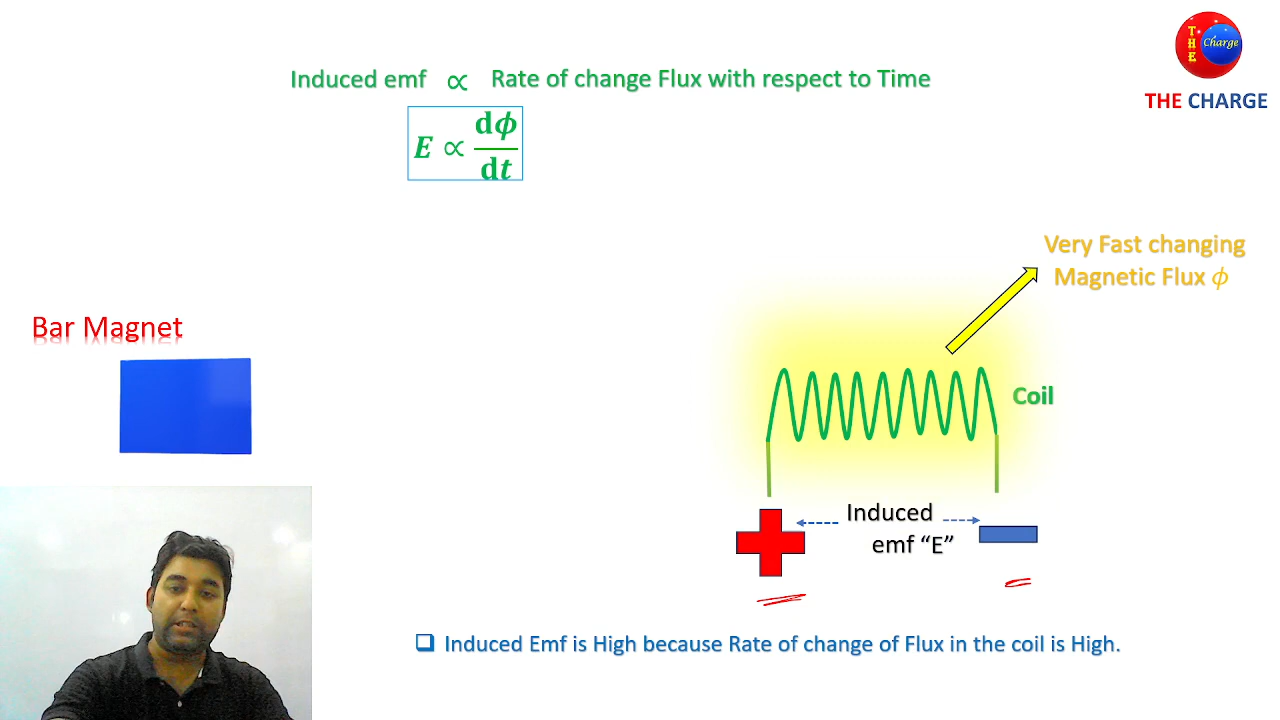 Induced emf ∝ Rate of change Flux with respect to Time
E ∝ dϕ/dt
THE Charge
THE CHARGE
Very Fast changing
Magnetic Flux ϕ
Bar Magnet
Coil
Induced
emf “E”
❑ Induced Emf is High because Rate of change of Flux in the coil is High.